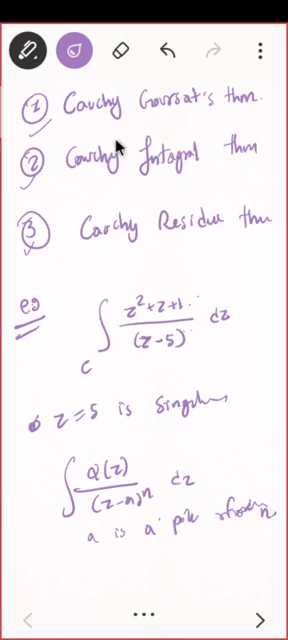 ① Cauchy Goursat's thm.
② Cauchy Integral thm
③ Cauchy Residue thm
eg ∫_C (z²+z+1)/(z-5) dz
z=5 is
∫ Q(z)/(z-a)^n dz
a is a pole of order n